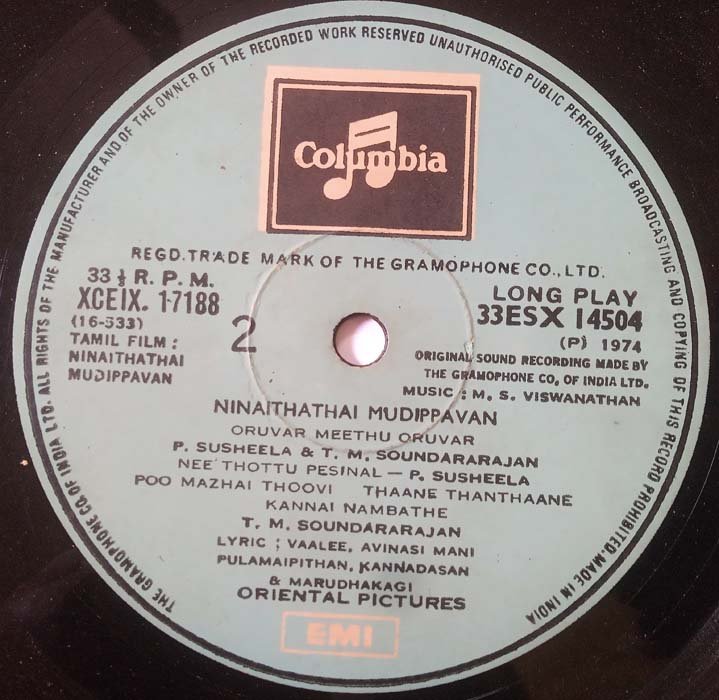 THE GRAMOPHONE CO. OF INDIA LTD. ALL RIGHTS OF THE MANUFACTURER AND OF THE OWNER OF THE RECORDED WORK RESERVED UNAUTHORISED PUBLIC PERFORMANCE BROADCASTING AND COPYING OF THIS RECORD PROHIBITED. MADE IN INDIA
Columbia
REGD. TRADE MARK OF THE GRAMOPHONE CO., LTD.
33 ⅓ R. P. M.
XCEIX. 17188
(16-533)
TAMIL FILM :
NINAITHATHAI
MUDIPPAVAN
2
LONG PLAY
33ESX 14504
(P) 1974
ORIGINAL SOUND RECORDING MADE BY
THE GRAMOPHONE CO, OF INDIA LTD.
MUSIC : M. S. VISWANATHAN
NINAITHATHAI MUDIPPAVAN
ORUVAR MEETHU ORUVAR
P. SUSHEELA & T. M. SOUNDARARAJAN
NEE THOTTU PESINAL — P. SUSHEELA
POO MAZHAI THOOVI THAANE THANTHAANE
KANNAI NAMBATHE
T. M. SOUNDARARAJAN
LYRIC ; VAALEE, AVINASI MANI
PULAMAIPITHAN, KANNADASAN
& MARUDHAKAGI
ORIENTAL PICTURES
EMI